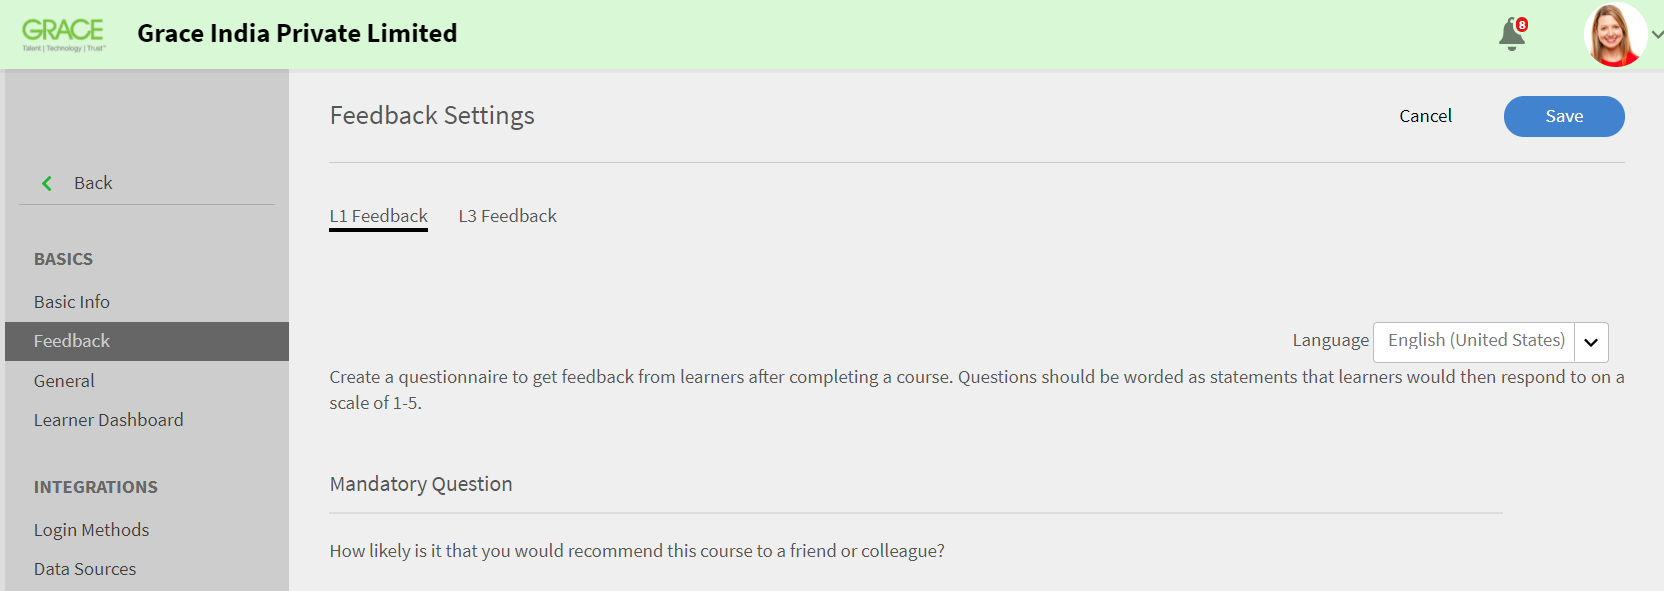 GRACE
Talent | Technology | Trust™
Grace India Private Limited
8
Feedback Settings
Cancel
Save
Back
L1 Feedback
L3 Feedback
BASICS
Basic Info
Feedback
General
Learner Dashboard
INTEGRATIONS
Login Methods
Data Sources
Language
English (United States)
Create a questionnaire to get feedback from learners after completing a course. Questions should be worded as statements that learners would then respond to on a
scale of 1-5.
Mandatory Question
How likely is it that you would recommend this course to a friend or colleague?